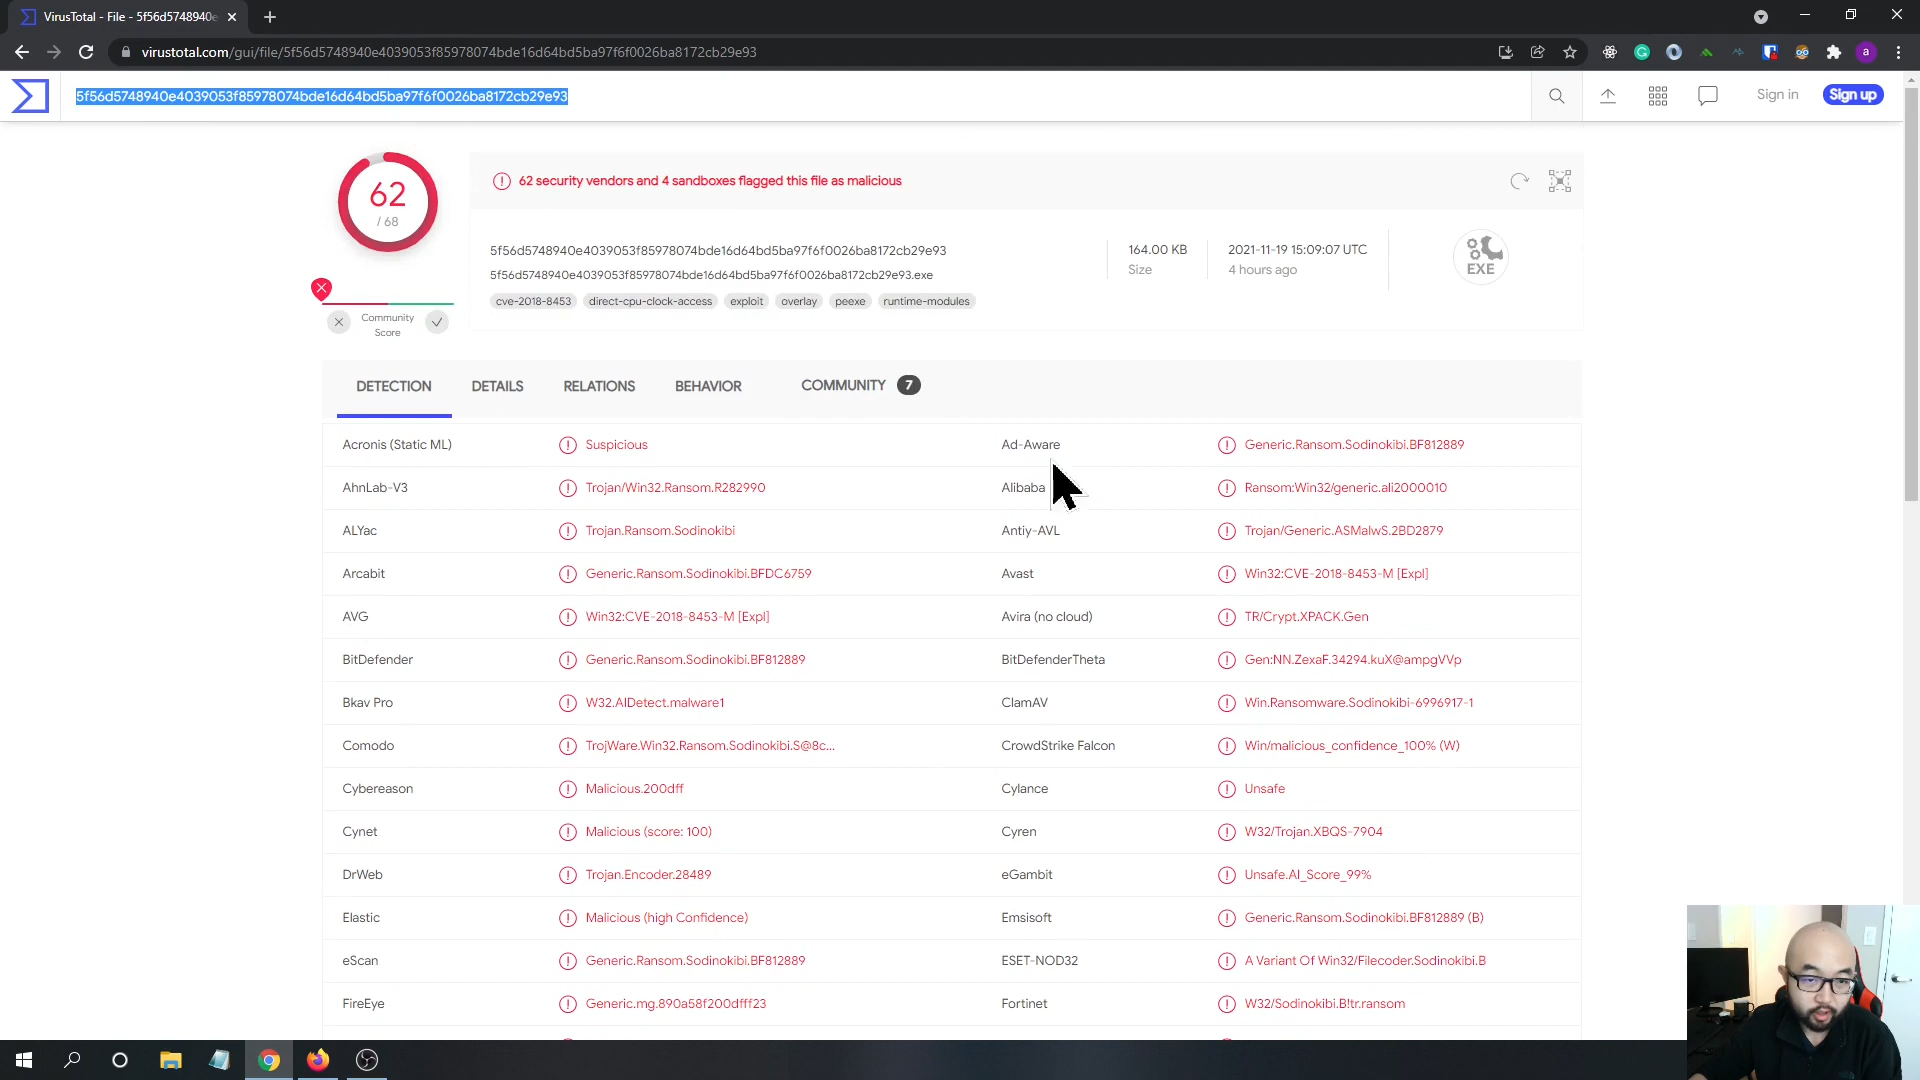 VirusTotal - File - 5f56d5748940e
virustotal.com/gui/file/5f56d5748940e4039053f85978074bde16d64bd5ba97f6f0026ba8172cb29e93
a
5f56d5748940e4039053f85978074bde16d64bd5ba97f6f0026ba8172cb29e93
Sign in
Sign up
62
/ 68
62 security vendors and 4 sandboxes flagged this file as malicious
5f56d5748940e4039053f85978074bde16d64bd5ba97f6f0026ba8172cb29e93
5f56d5748940e4039053f85978074bde16d64bd5ba97f6f0026ba8172cb29e93.exe
cve-2018-8453 direct-cpu-clock-access exploit overlay peexe runtime-modules
164.00 KB
Size
2021-11-19 15:09:07 UTC
4 hours ago
EXE
Community
Score
DETECTION DETAILS RELATIONS BEHAVIOR COMMUNITY 7
Acronis (Static ML) Suspicious Ad-Aware Generic.Ransom.Sodinokibi.BF812889
AhnLab-V3 Trojan/Win32.Ransom.R282990 Alibaba Ransom:Win32/generic.ali2000010
ALYac Trojan.Ransom.Sodinokibi Antiy-AVL Trojan/Generic.ASMalwS.2BD2879
Arcabit Generic.Ransom.Sodinokibi.BFDC6759 Avast Win32:CVE-2018-8453-M [Expl]
AVG Win32:CVE-2018-8453-M [Expl] Avira (no cloud) TR/Crypt.XPACK.Gen
BitDefender Generic.Ransom.Sodinokibi.BF812889 BitDefenderTheta Gen:NN.ZexaF.34294.kuX@ampgVVp
Bkav Pro W32.AIDetect.malware1 ClamAV Win.Ransomware.Sodinokibi-6996917-1
Comodo TrojWare.Win32.Ransom.Sodinokibi.S@8c... CrowdStrike Falcon Win/malicious_confidence_100% (W)
Cybereason Malicious.200dff Cylance Unsafe
Cynet Malicious (score: 100) Cyren W32/Trojan.XBQS-7904
DrWeb Trojan.Encoder.28489 eGambit Unsafe.AI_Score_99%
Elastic Malicious (high Confidence) Emsisoft Generic.Ransom.Sodinokibi.BF812889 (B)
eScan Generic.Ransom.Sodinokibi.BF812889 ESET-NOD32 A Variant Of Win32/Filecoder.Sodinokibi.B
FireEye Generic.mg.890a58f200dfff23 Fortinet W32/Sodinokibi.B!tr.ransom